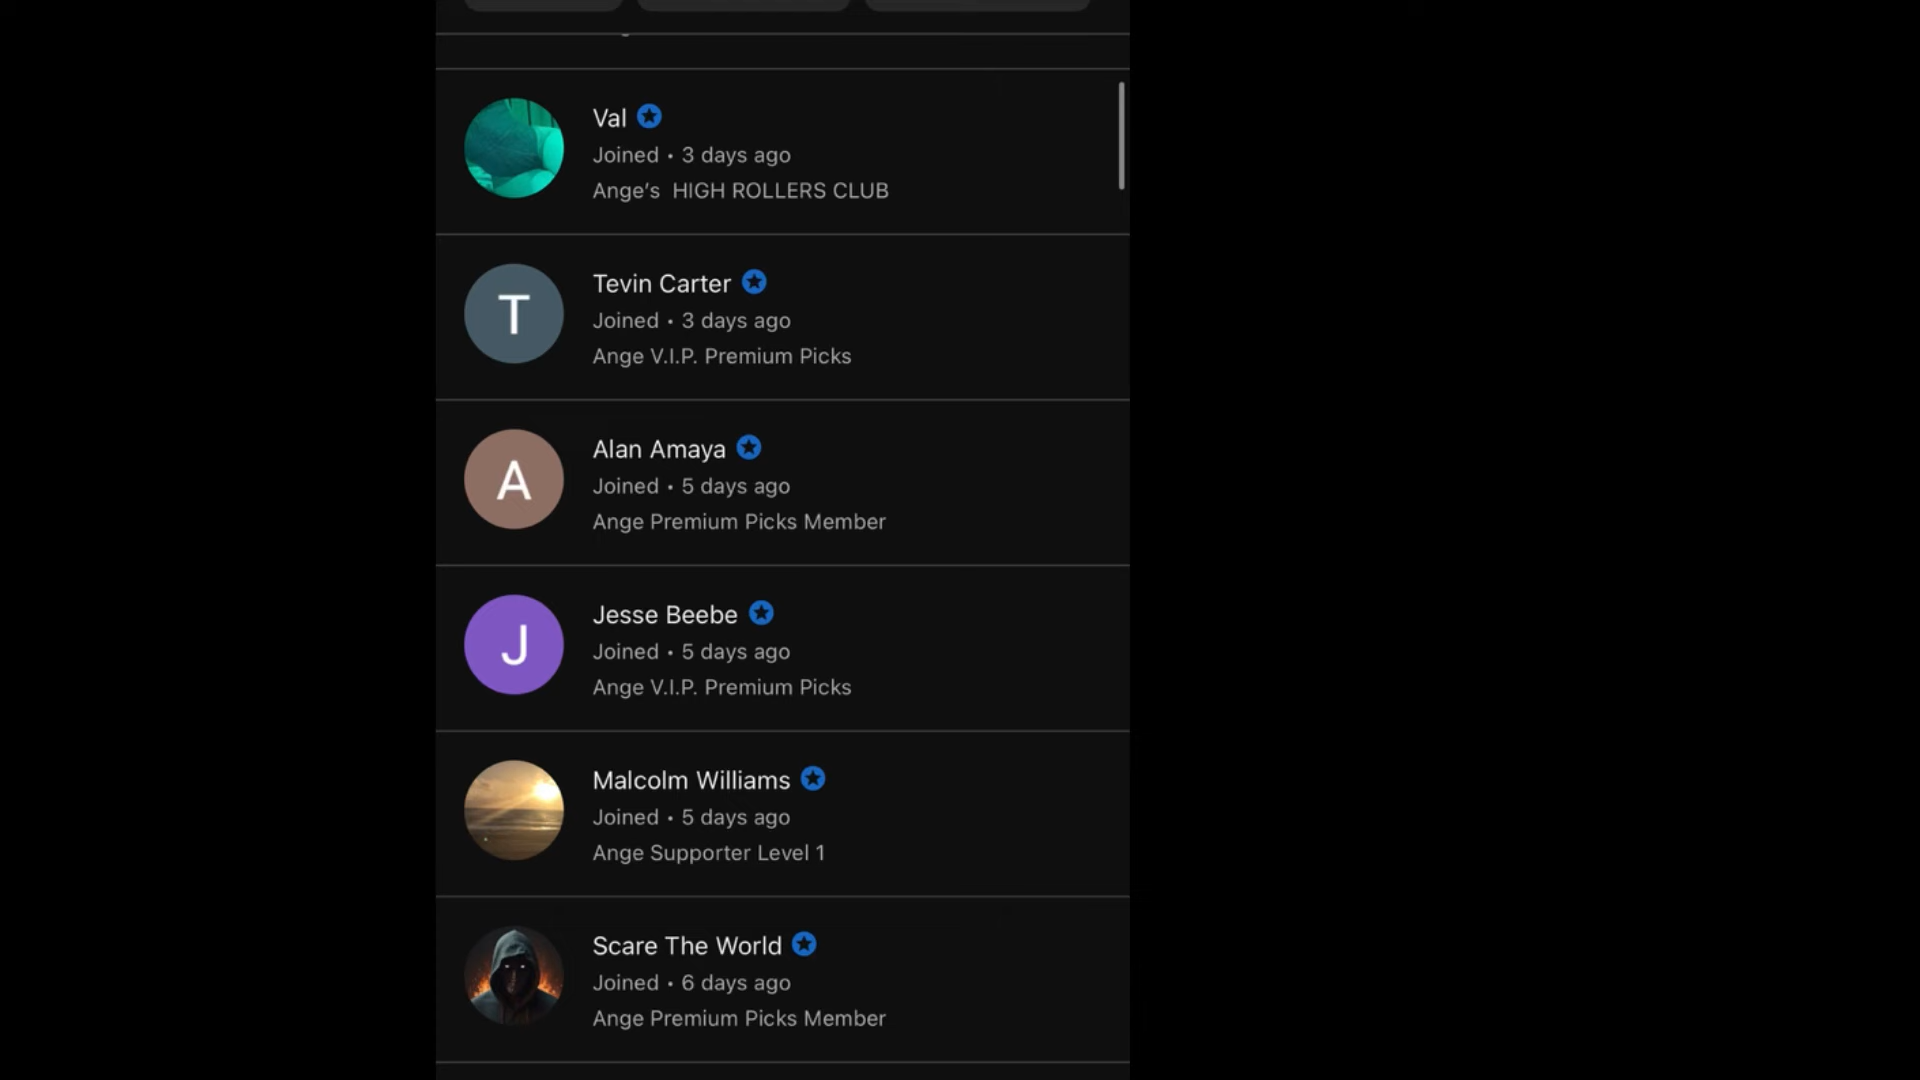 Val
Joined • 3 days ago
Ange's HIGH ROLLERS CLUB
T
Tevin Carter
Joined • 3 days ago
Ange V.I.P. Premium Picks
A
Alan Amaya
Joined • 5 days ago
Ange Premium Picks Member
J
Jesse Beebe
Joined • 5 days ago
Ange V.I.P. Premium Picks
Malcolm Williams
Joined • 5 days ago
Ange Supporter Level 1
Scare The World
Joined • 6 days ago
Ange Premium Picks Member